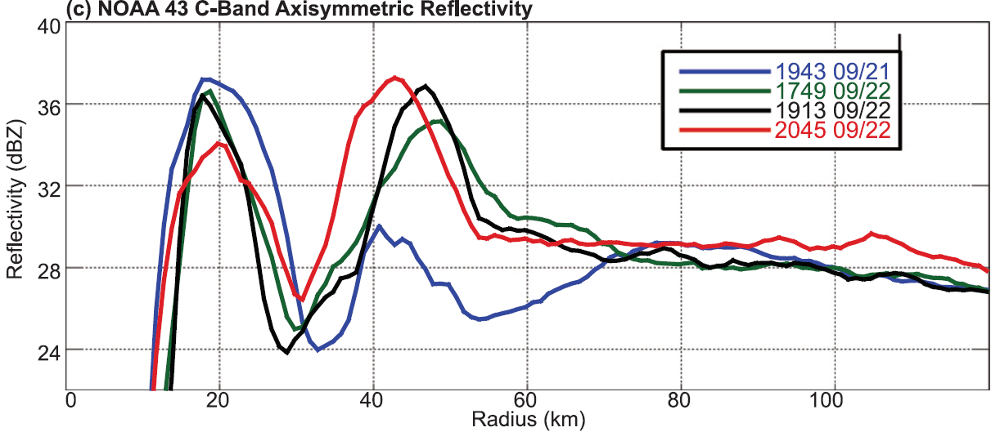 (c) NOAA 43 C-Band Axisymmetric Reflectivity
40
36
32
28
24
Reflectivity (dBZ)
1943 09/21
1749 09/22
1913 09/22
2045 09/22
0 20 40 60 80 100
Radius (km)